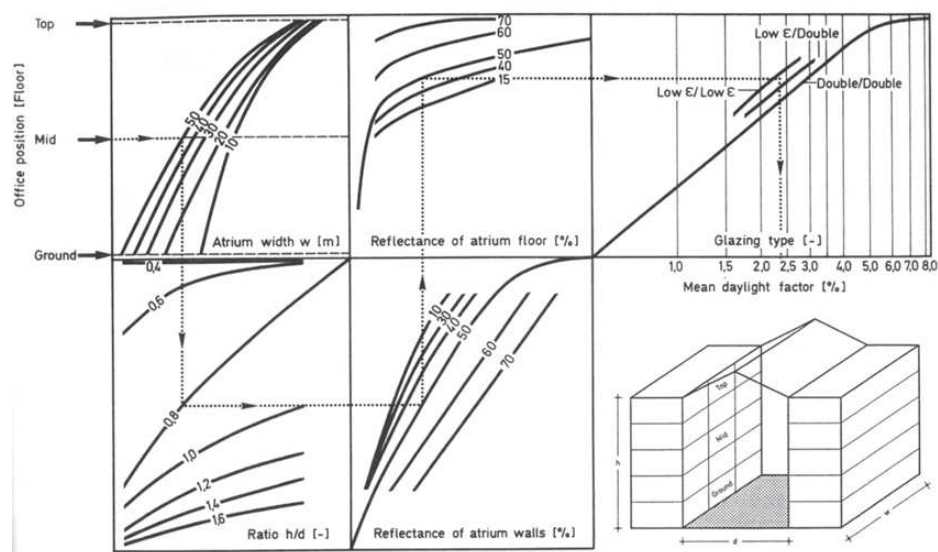 Office position [Floor]
Top
Mid
Ground
50
40
30
20
10
Atrium width w [m]
70
60
50
40
15
Reflectance of atrium floor [%]
Low Ɛ/Double
Low Ɛ/Low Ɛ
Double/Double
Glazing type [-]
1,0 1,5 2,0 2,5 3,0 4,0 5,0 6,0 7,0 8,0
Mean daylight factor [%]
0,4
0,6
0,8
1,0
1,2
1,4
1,6
Ratio h/d [-]
10
30
40
50
60
70
Reflectance of atrium walls [%]
Top
Mid
Ground
h
d
w